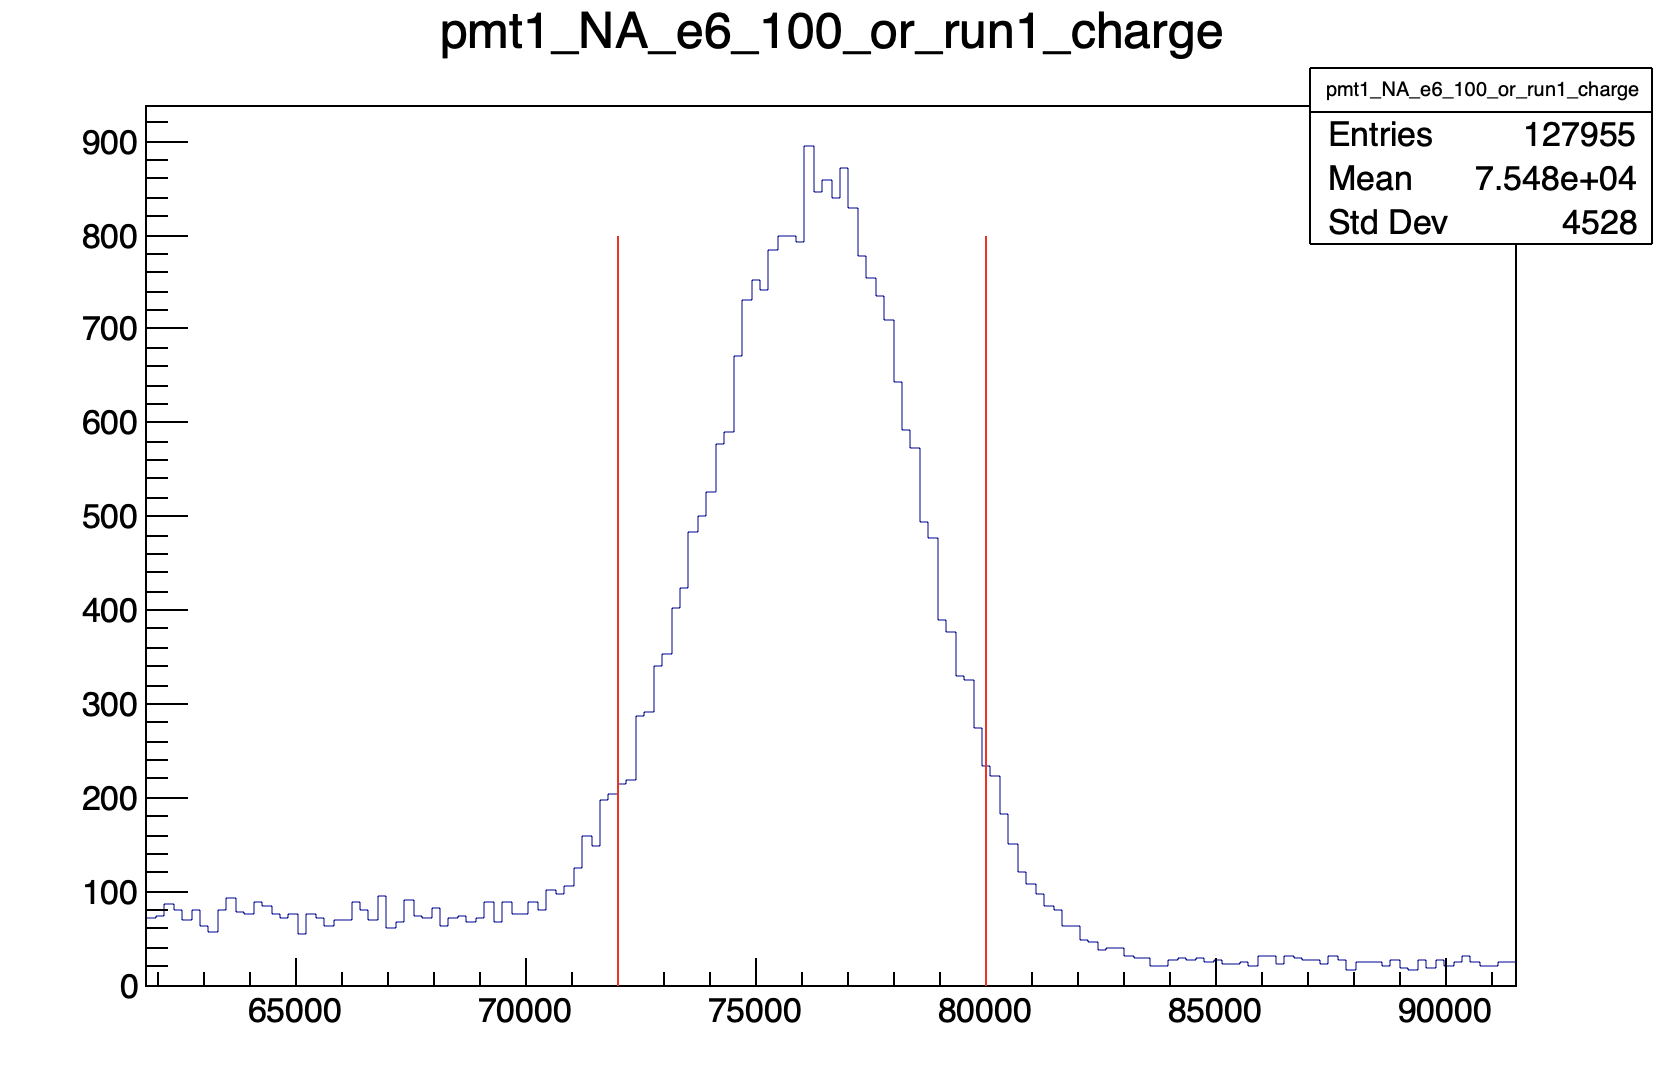 pmt1_NA_e6_100_or_run1_charge
pmt1_NA_e6_100_or_run1_charge
Entries 127955
Mean 7.548e+04
Std Dev 4528
900
800
700
600
500
400
300
200
100
0
65000 70000 75000 80000 85000 90000